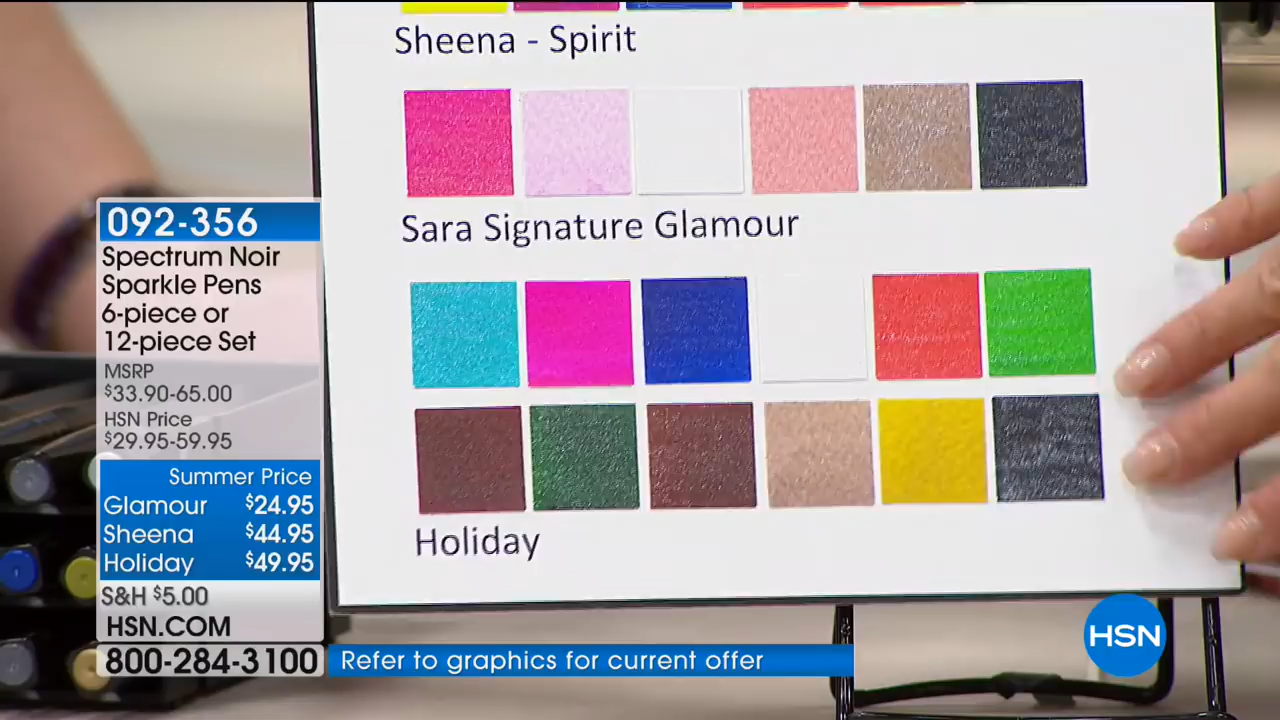 Sheena - Spirit
Sara Signature Glamour
Holiday
092-356
Spectrum Noir
Sparkle Pens
6-piece or
12-piece Set
MSRP
$33.90-65.00
HSN Price
$29.95-59.95
Summer Price
Glamour $24.95
Sheena $44.95
Holiday $49.95
S&H $5.00
HSN.COM
800-284-3100
Refer to graphics for current offer
HSN